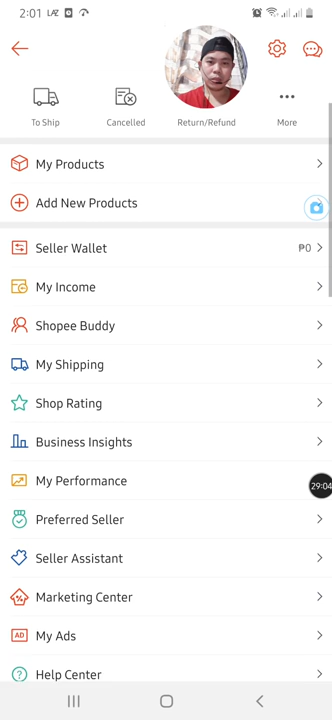 2:01 LAZ
To Ship
Cancelled
Return/Refund
More
My Products
Add New Products
Seller Wallet ₱0
My Income
Shopee Buddy
My Shipping
Shop Rating
Business Insights
My Performance
29:04
Preferred Seller
Seller Assistant
Marketing Center
AD My Ads
Help Center